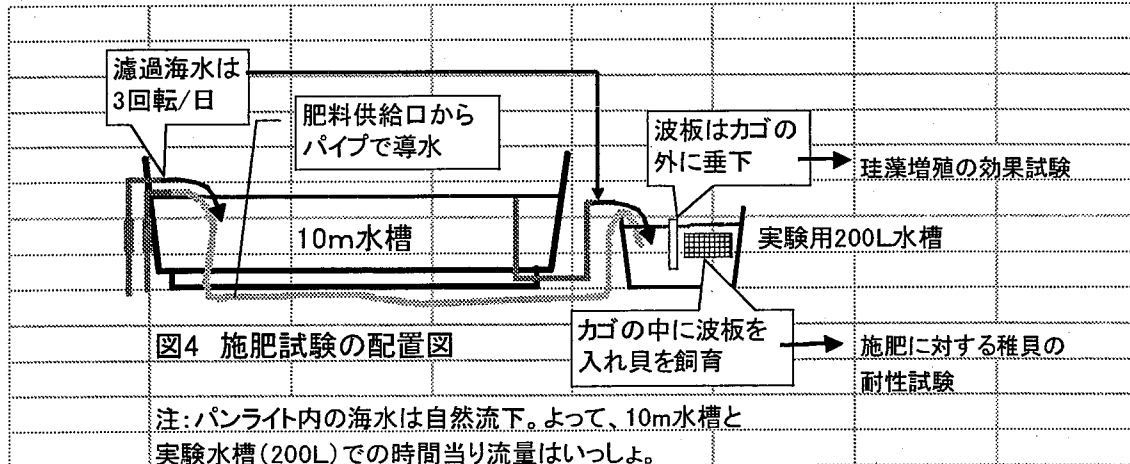 濾過海水は
3回転/日
肥料供給口から
パイプで導水
波板はカゴの
外に垂下
珪藻増殖の効果試験
10m水槽
実験用200L水槽
カゴの中に波板を
入れ貝を飼育
施肥に対する稚貝の
耐性試験
図4 施肥試験の配置図
注:パンライト内の海水は自然流下。よって、10m水槽と
実験水槽(200L)での時間当り流量はいっしょ。